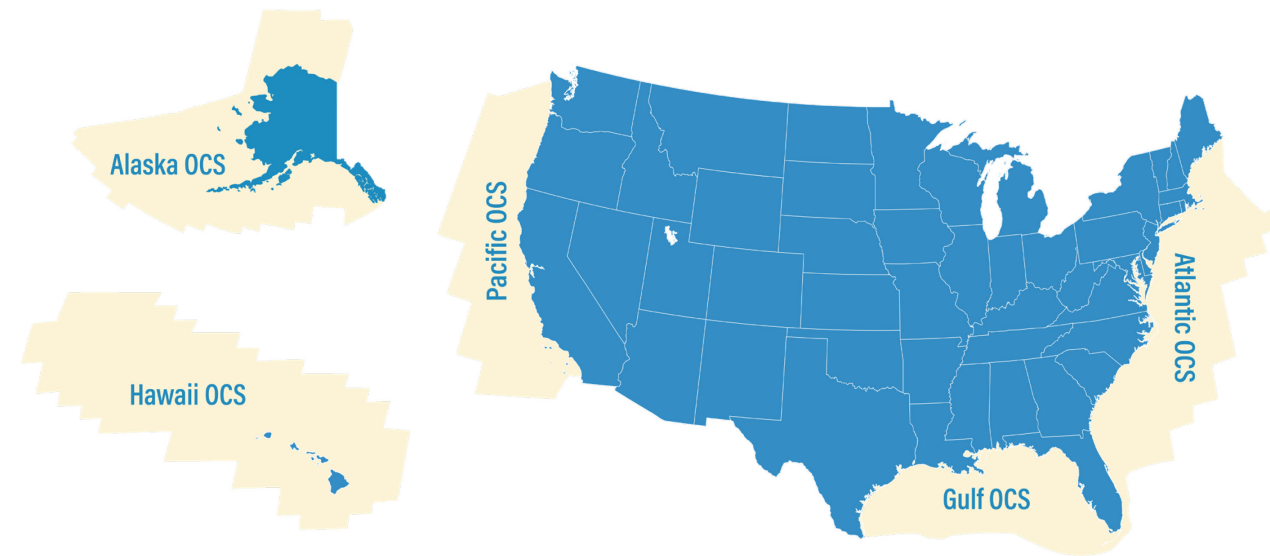 Alaska OCS
Hawaii OCS
Pacific OCS
Gulf OCS
Atlantic OCS